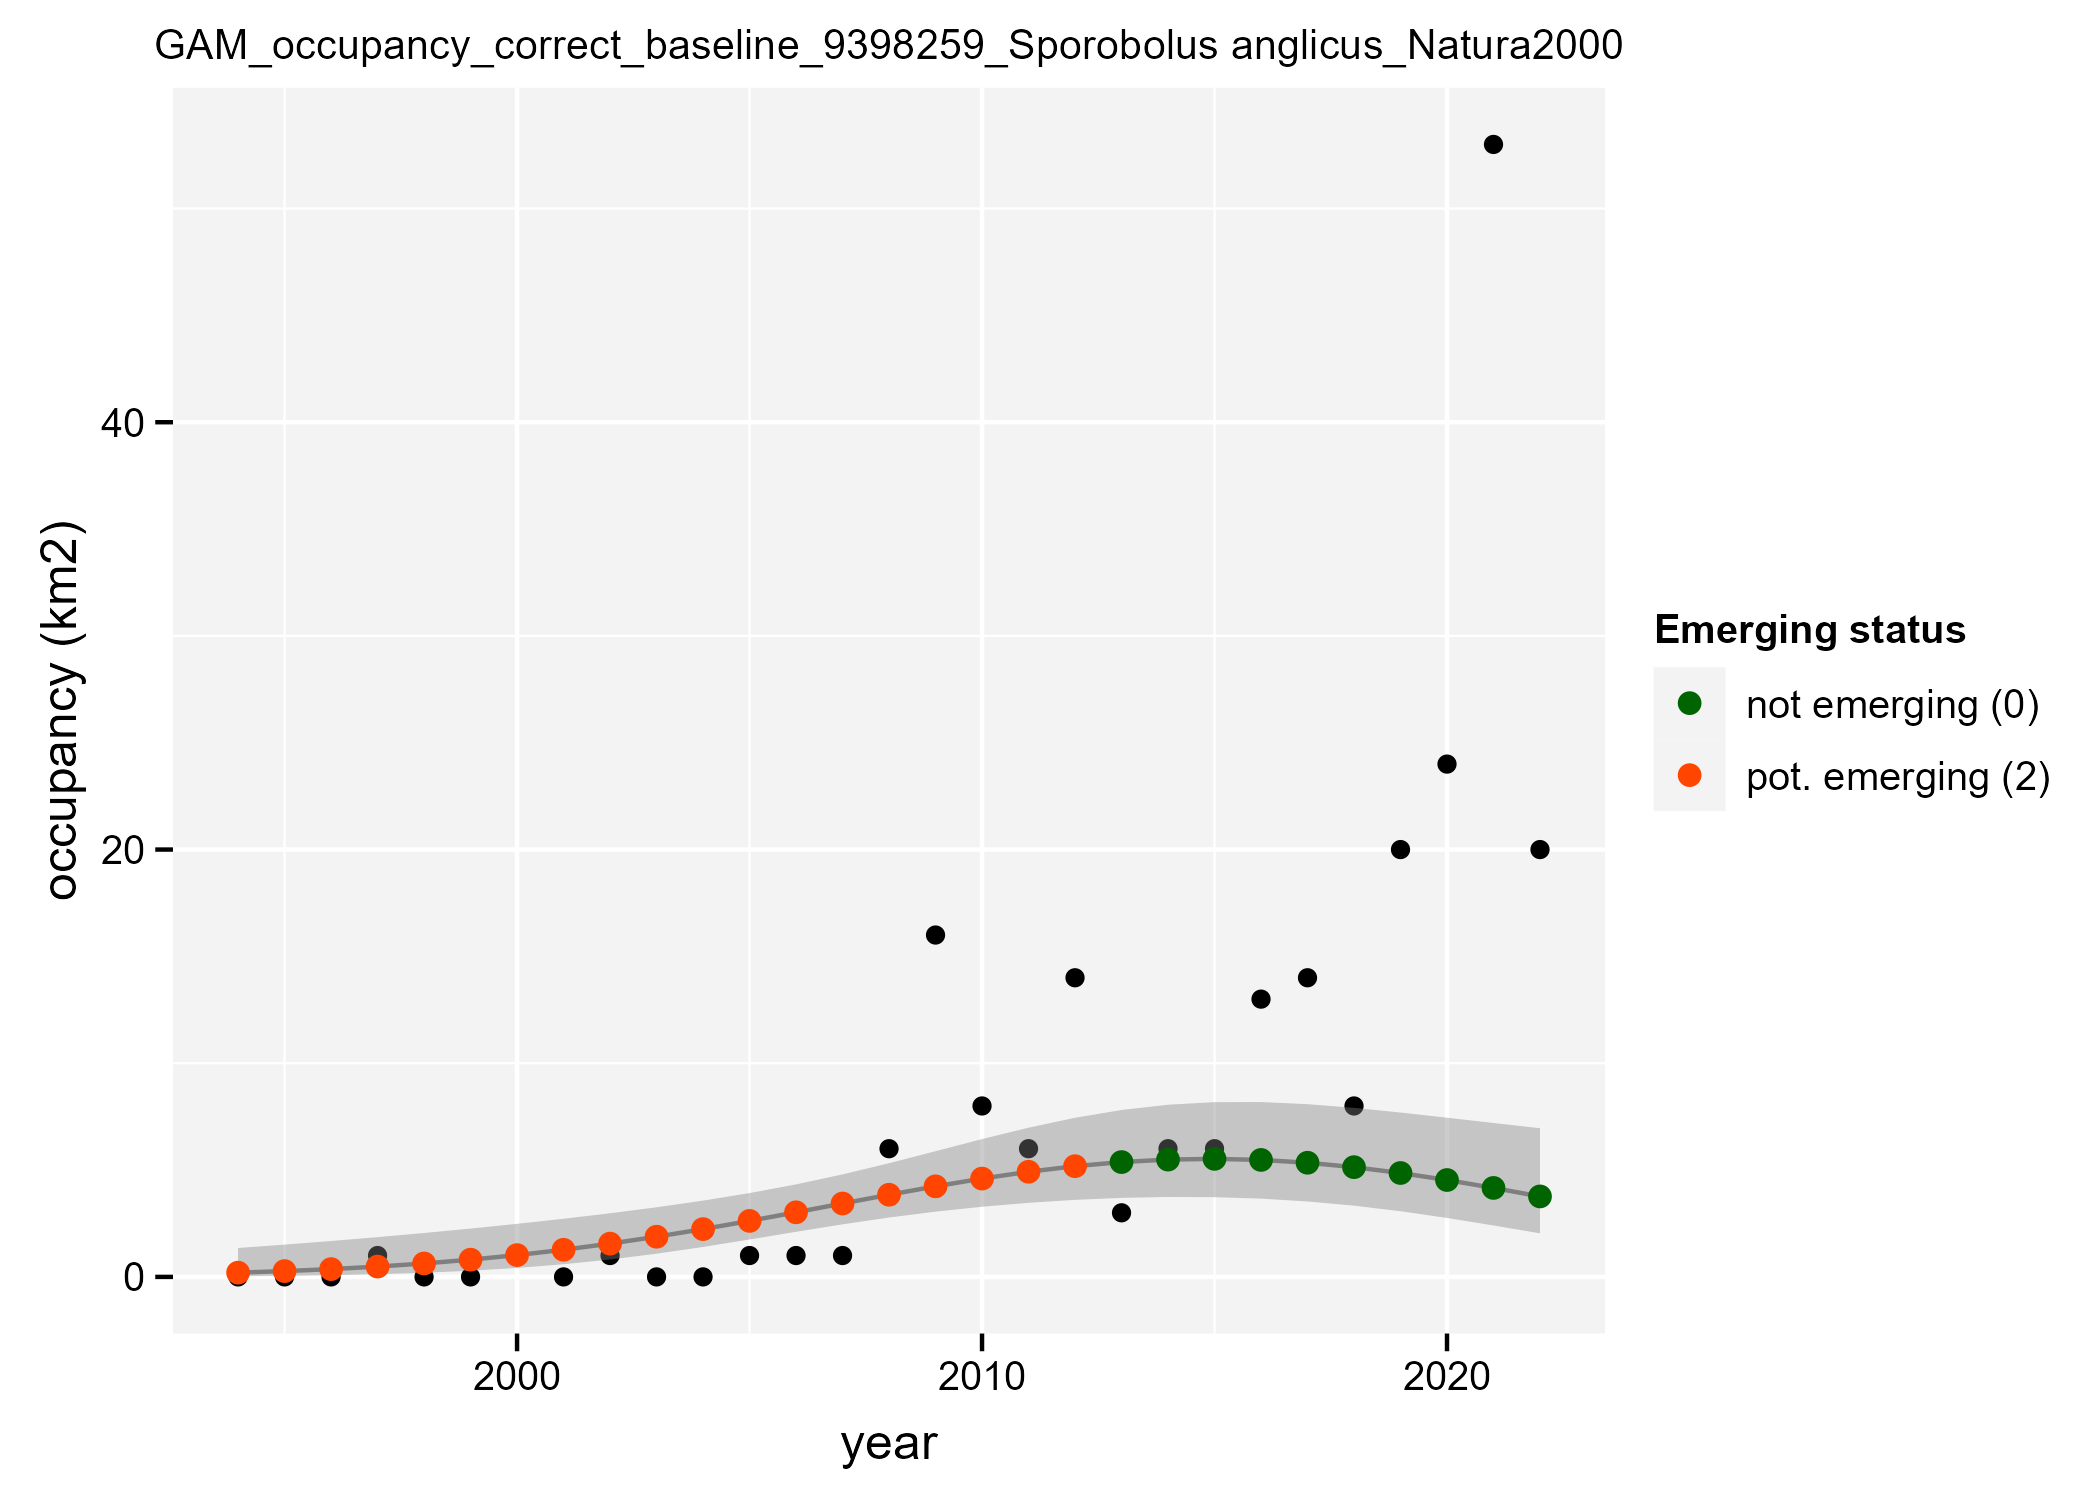 GAM_occupancy_correct_baseline_9398259_Sporobolus anglicus_Natura2000
occupancy (km2)
40
20
0
2000
2010
2020
year
Emerging status
not emerging (0)
pot. emerging (2)